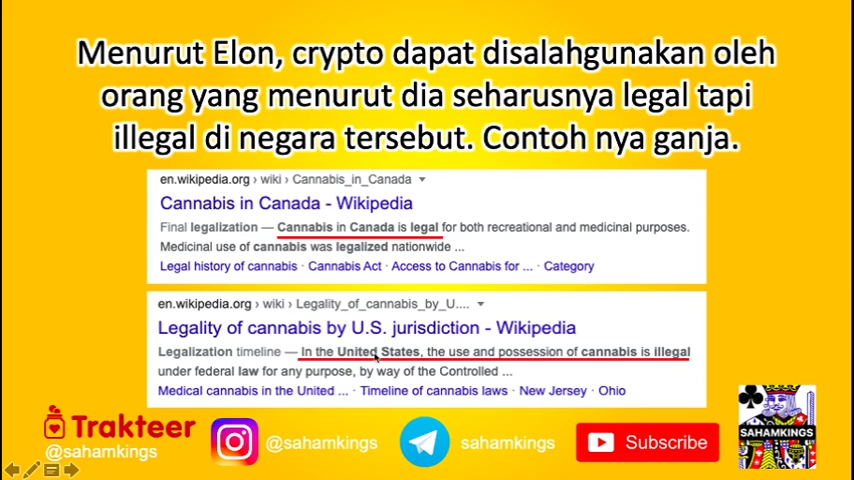 Menurut Elon, crypto dapat disalahgunakan oleh
orang yang menurut dia seharusnya legal tapi
illegal di negara tersebut. Contoh nya ganja.
en.wikipedia.org › wiki › Cannabis_in_Canada
Cannabis in Canada - Wikipedia
Final legalization — Cannabis in Canada is legal for both recreational and medicinal purposes.
Medicinal use of cannabis was legalized nationwide ...
Legal history of cannabis · Cannabis Act · Access to Cannabis for ... · Category
en.wikipedia.org › wiki › Legality_of_cannabis_by_U....
Legality of cannabis by U.S. jurisdiction - Wikipedia
Legalization timeline — In the United States, the use and possession of cannabis is illegal
under federal law for any purpose, by way of the Controlled ...
Medical cannabis in the United ... · Timeline of cannabis laws · New Jersey · Ohio
Trakteer
@sahamkings
@sahamkings
sahamkings
Subscribe
SAHAMKINGS